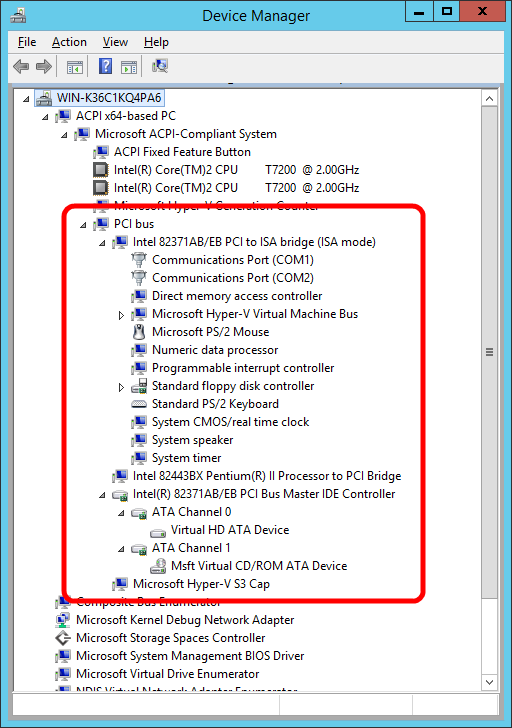 Device Manager
File Action View Help
WIN-K36C1KQ4PA6
ACPI x64-based PC
Microsoft ACPI-Compliant System
ACPI Fixed Feature Button
Intel(R) Core(TM)2 CPU T7200 @ 2.00GHz
Intel(R) Core(TM)2 CPU T7200 @ 2.00GHz
Microsoft Hyper-V Generation Counter
PCI bus
Intel 82371AB/EB PCI to ISA bridge (ISA mode)
Communications Port (COM1)
Communications Port (COM2)
Direct memory access controller
Microsoft Hyper-V Virtual Machine Bus
Microsoft PS/2 Mouse
Numeric data processor
Programmable interrupt controller
Standard floppy disk controller
Standard PS/2 Keyboard
System CMOS/real time clock
System speaker
System timer
Intel 82443BX Pentium(R) II Processor to PCI Bridge
Intel(R) 82371AB/EB PCI Bus Master IDE Controller
ATA Channel 0
Virtual HD ATA Device
ATA Channel 1
Msft Virtual CD/ROM ATA Device
Microsoft Hyper-V S3 Cap
Composite Bus Enumerator
Microsoft Kernel Debug Network Adapter
Microsoft Storage Spaces Controller
Microsoft System Management BIOS Driver
Microsoft Virtual Drive Enumerator
NDIS Virtual Network Adapter Enumerator